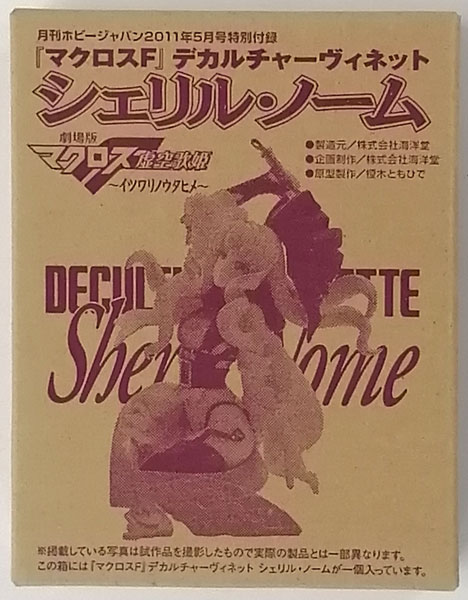 月刊ホビージャパン2011年5月号特別付録
『マクロスF』デカルチャーヴィネット
シェリル・ノーム
劇場版
マクロスF 虚空歌姫
～イツワリノウタヒメ～
●製造元／株式会社海洋堂
●企画制作／株式会社海洋堂
●原型製作／榎木ともひで
※掲載している写真は試作品を撮影したもので実際の製品とは一部異なります。
この箱には『マクロスF』デカルチャーヴィネット シェリル・ノームが一個入っています。